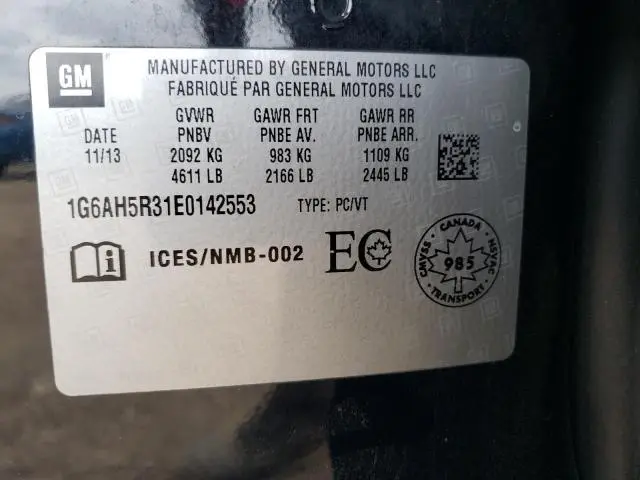 GM
MANUFACTURED BY GENERAL MOTORS LLC
FABRIQUÉ PAR GENERAL MOTORS LLC
DATE
11/13
GVWR
PNBV
2092 KG
4611 LB
GAWR FRT
PNBE AV.
983 KG
2166 LB
GAWR RR
PNBE ARR.
1109 KG
2445 LB
1G6AH5R31E0142553 TYPE: PC/VT
i ICES/NMB-002 EC
CANADA
CMVSS
NSVAC
985
TRANSPORT